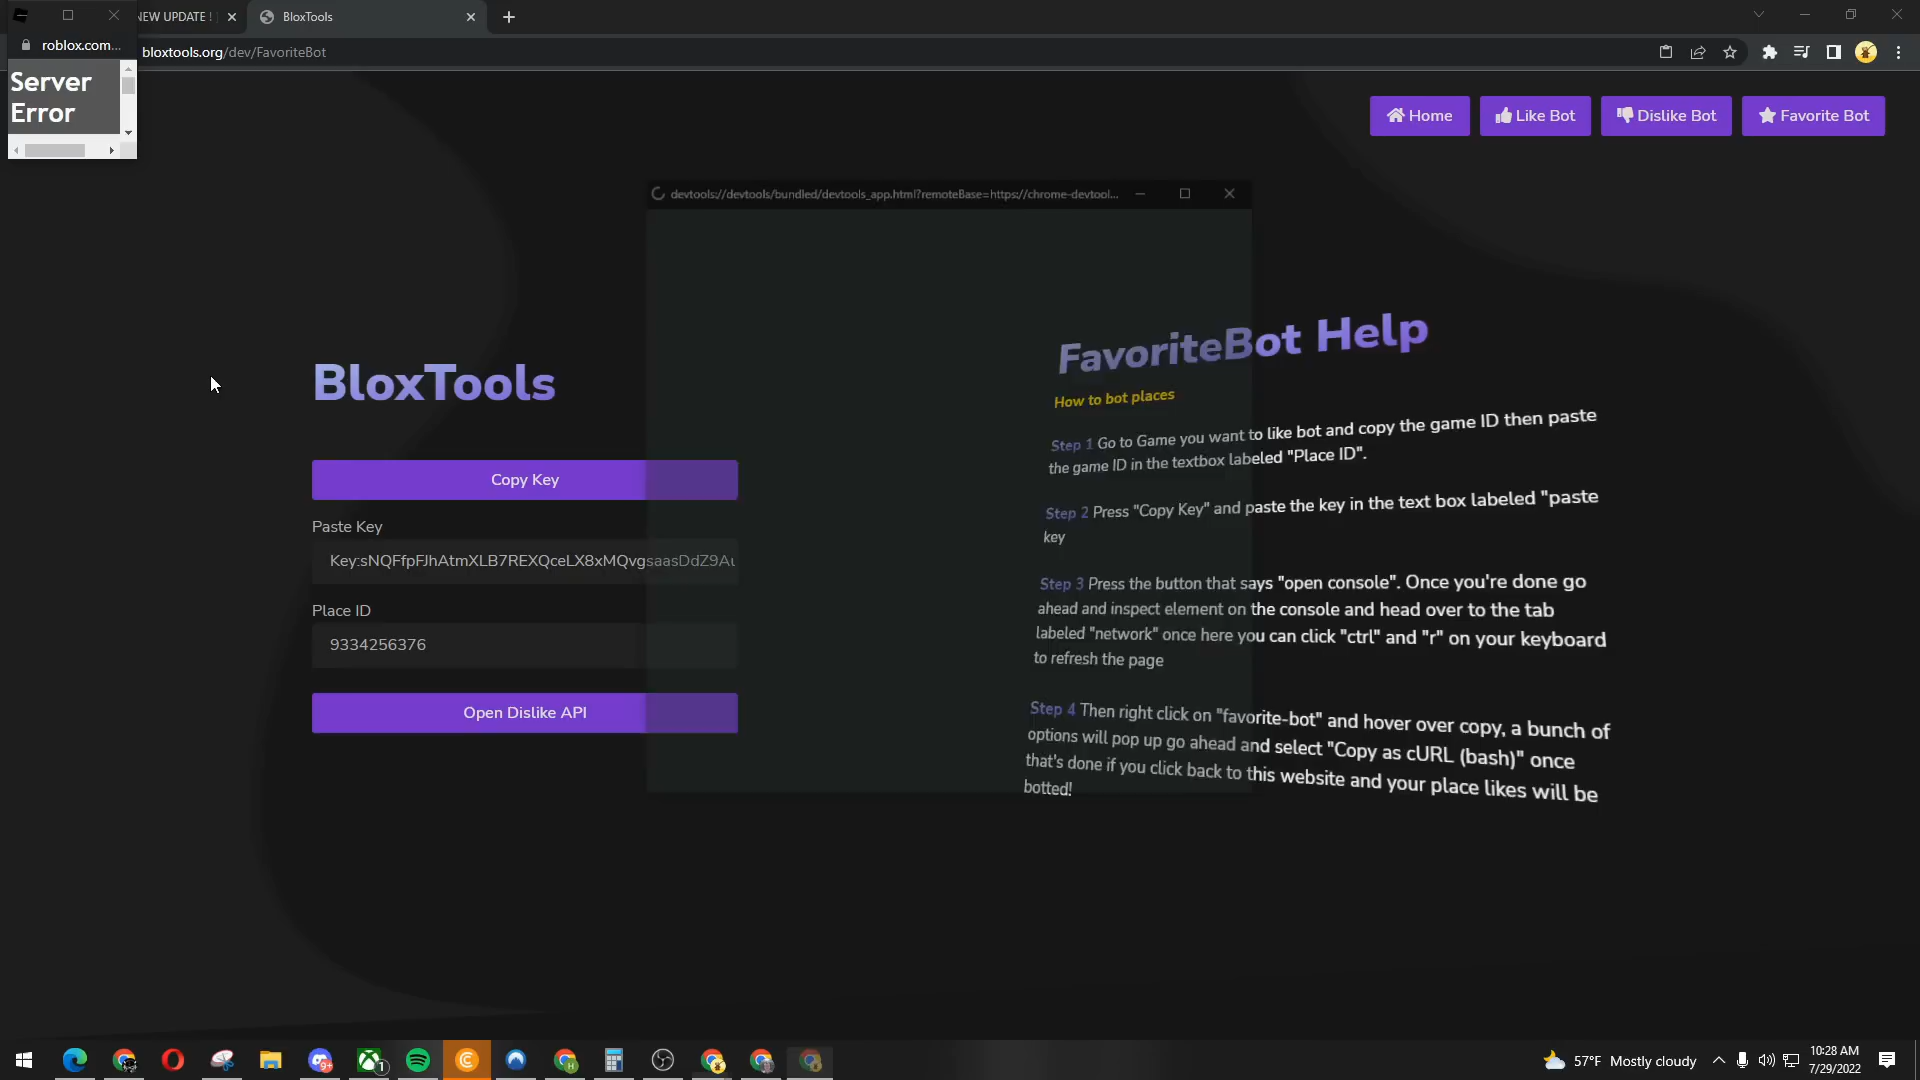 NEW UPDATE !
BloxTools
roblox.com...
bloxtools.org/dev/FavoriteBot
Server
Error
Home
Like Bot
Dislike Bot
Favorite Bot
devtools://devtools/bundled/devtools_app.html?remoteBase=https://chrome-devtool...
BloxTools
Copy Key
Paste Key
Key:sNQFfpFJhAtmXLB7REXQceLX8xMQvgsaasDdZ9Au
Place ID
9334256376
Open Dislike API
FavoriteBot Help
How to bot places
Step 1 Go to Game you want to like bot and copy the game ID then paste
the game ID in the textbox labeled "Place ID".
Step 2 Press "Copy Key" and paste the key in the text box labeled "paste
key
Step 3 Press the button that says "open console". Once you're done go
ahead and inspect element on the console and head over to the tab
labeled "network" once here you can click "ctrl" and "r" on your keyboard
to refresh the page
Step 4 Then right click on "favorite-bot" and hover over copy, a bunch of
options will pop up go ahead and select "Copy as cURL (bash)" once
that's done if you click back to this website and your place likes will be
botted!
9+
1
57°F Mostly cloudy
10:28 AM
7/29/2022